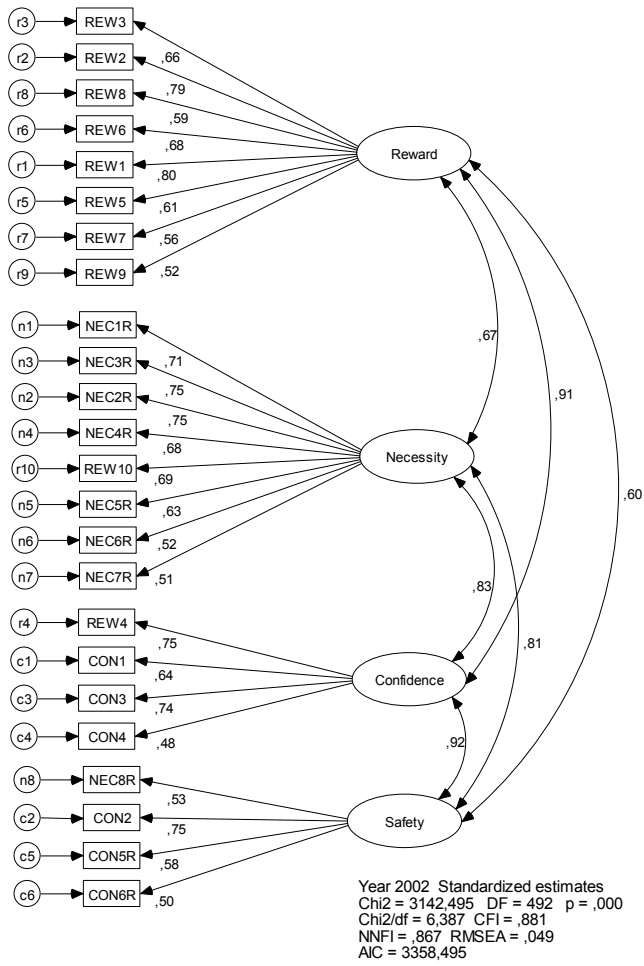 r3 REW3
r2 REW2 ,66
r8 REW8 ,79
,59
r6 REW6
,68
r1 REW1 Reward
,80
r5 REW5
,61
r7 REW7
,56
r9 REW9 ,52
n1 NEC1R
,67
n3 NEC3R ,71
,75
n2 NEC2R ,91
,75
n4 NEC4R
,68
r10 REW10 Necessity
,69
n5 NEC5R ,60
,63
n6 NEC6R
,52
n7 NEC7R ,51
,83
r4 REW4
,75
c1 CON1 ,81
,64
c3 CON3 Confidence
,74
c4 CON4
,48 ,92
n8 NEC8R
,53
c2 CON2 Safety
,75
c5 CON5R
,58
c6 CON6R ,50
Year 2002 Standardized estimates
Chi2 = 3142,495 DF = 492 p = ,000
Chi2/df = 6,387 CFI = ,881
NNFI = ,867 RMSEA = ,049
AIC = 3358,495